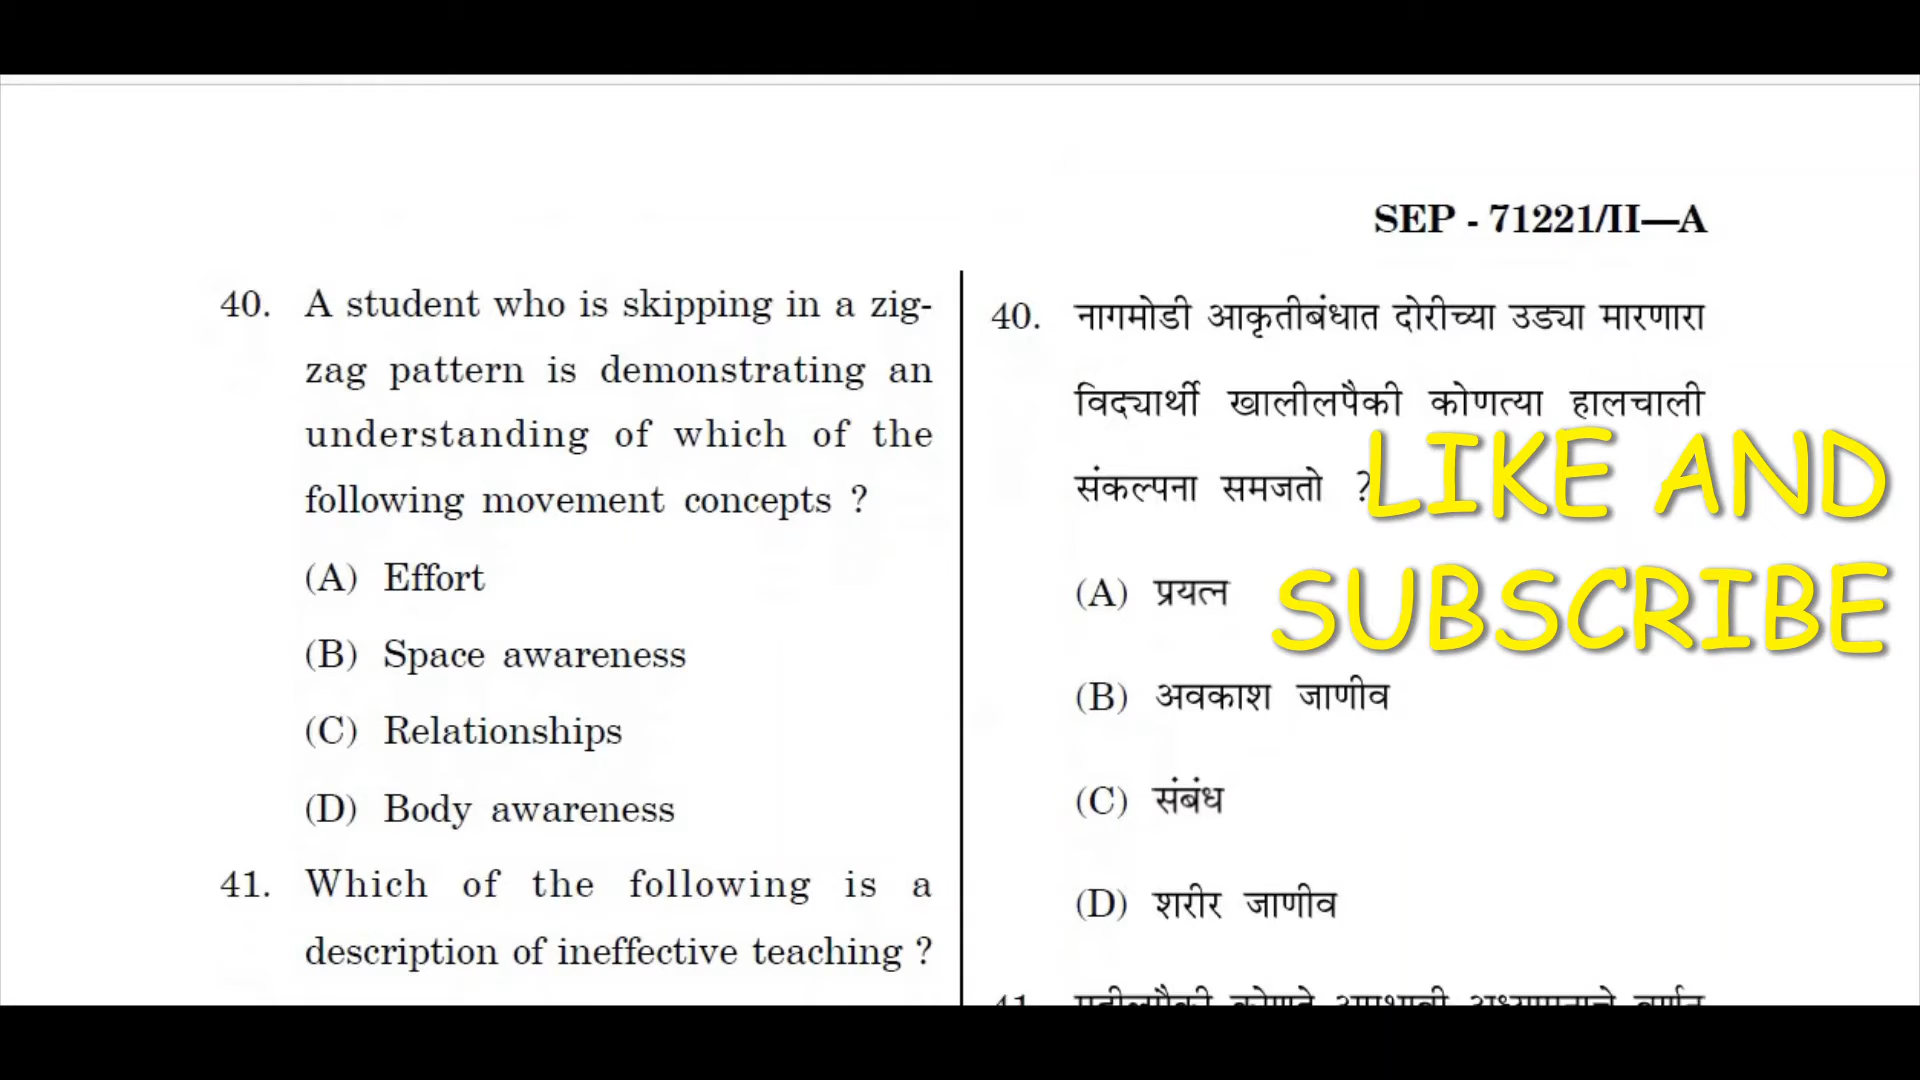 SEP - 71221/II—A
40. A student who is skipping in a zig-
zag pattern is demonstrating an
understanding of which of the
following movement concepts ?
(A) Effort
(B) Space awareness
(C) Relationships
(D) Body awareness
41. Which of the following is a
description of ineffective teaching ?
40. नागमोडी आकृतीबंधात दोरीच्या उड्या मारणारा
विद्यार्थी खालीलपैकी कोणत्या हालचाली
संकल्पना समजतो ?
(A) प्रयत्न
(B) अवकाश जाणीव
(C) संबंध
(D) शरीर जाणीव
41.
LIKE AND
SUBSCRIBE